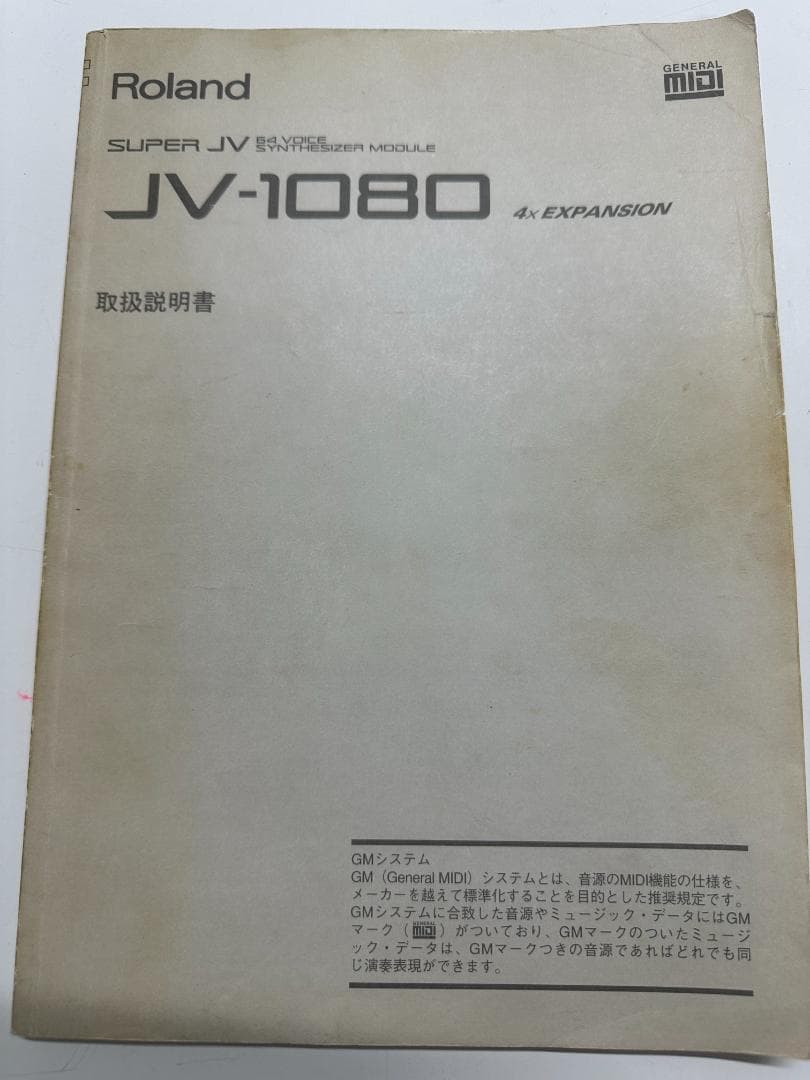 Roland
GENERAL
MIDI
SUPER JV 64 VOICE
SYNTHESIZER MODULE
JV-1080 4x EXPANSION
取扱説明書
GMシステム
GM（General MIDI）システムとは、音源のMIDI機能の仕様を、
メーカーを越えて標準化することを目的とした推奨規定です。
GMシステムに合致した音源やミュージック・データにはGM
マーク（GENERAL MIDI）がついており、GMマークのついたミュージ
ック・データは、GMマークつきの音源であればどれでも同
じ演奏表現ができます。